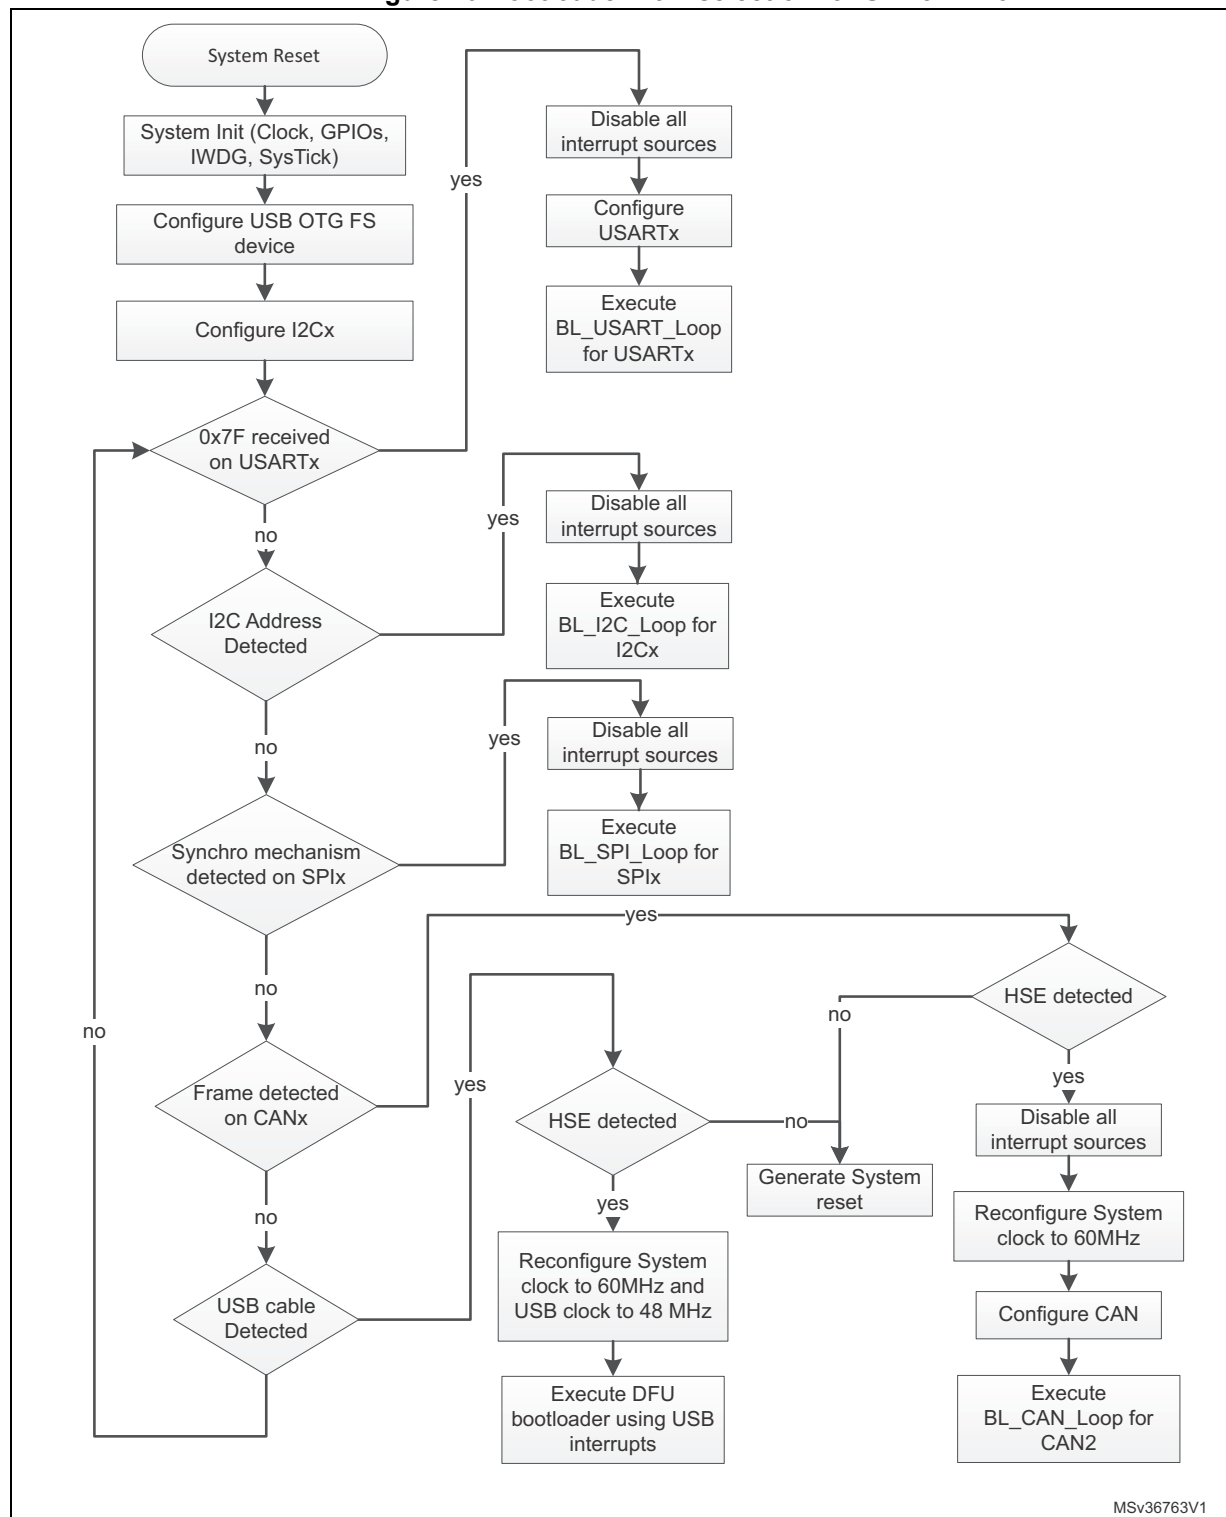 System Reset
System Init (Clock, GPIOs,
IWDG, SysTick)
Configure USB OTG FS
device
Configure I2Cx
0x7F received
on USARTx
yes
Disable all
interrupt sources
Configure
USARTx
Execute
BL_USART_Loop
for USARTx
no
I2C Address
Detected
yes
Disable all
interrupt sources
Execute
BL_I2C_Loop for
I2Cx
no
Synchro mechanism
detected on SPIx
yes
Disable all
interrupt sources
Execute
BL_SPI_Loop for
SPIx
no
Frame detected
on CANx
yes
HSE detected
no
yes
Disable all
interrupt sources
Reconfigure System
clock to 60MHz
Configure CAN
Execute
BL_CAN_Loop for
CAN2
no
USB cable
Detected
yes
HSE detected
no
Generate System
reset
yes
Reconfigure System
clock to 60MHz and
USB clock to 48 MHz
Execute DFU
bootloader using USB
interrupts
no
MSv36763V1